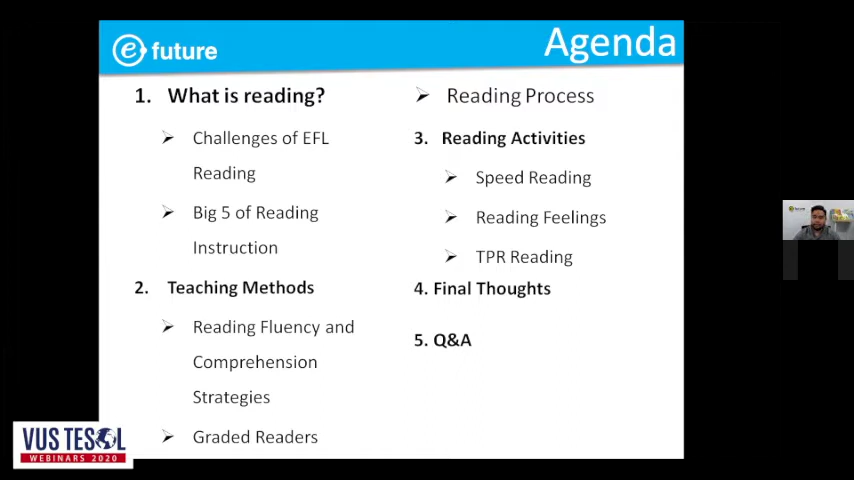 e future
Agenda
1. What is reading?
Challenges of EFL
Reading
Big 5 of Reading
Instruction
2. Teaching Methods
Reading Fluency and
Comprehension
Strategies
Graded Readers
Reading Process
3. Reading Activities
Speed Reading
Reading Feelings
TPR Reading
4. Final Thoughts
5. Q&A
VUS TESOL
WEBINARS 2020